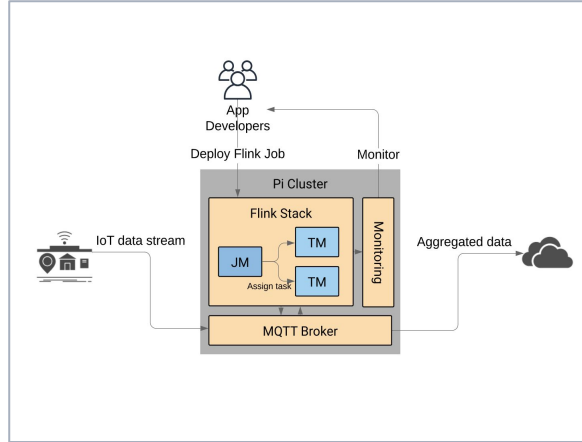 App
Developers
Deploy Flink Job
Monitor
Pi Cluster
Flink Stack
IoT data stream
TM
JM
Assign task
TM
Monitoring
Aggregated data
MQTT Broker